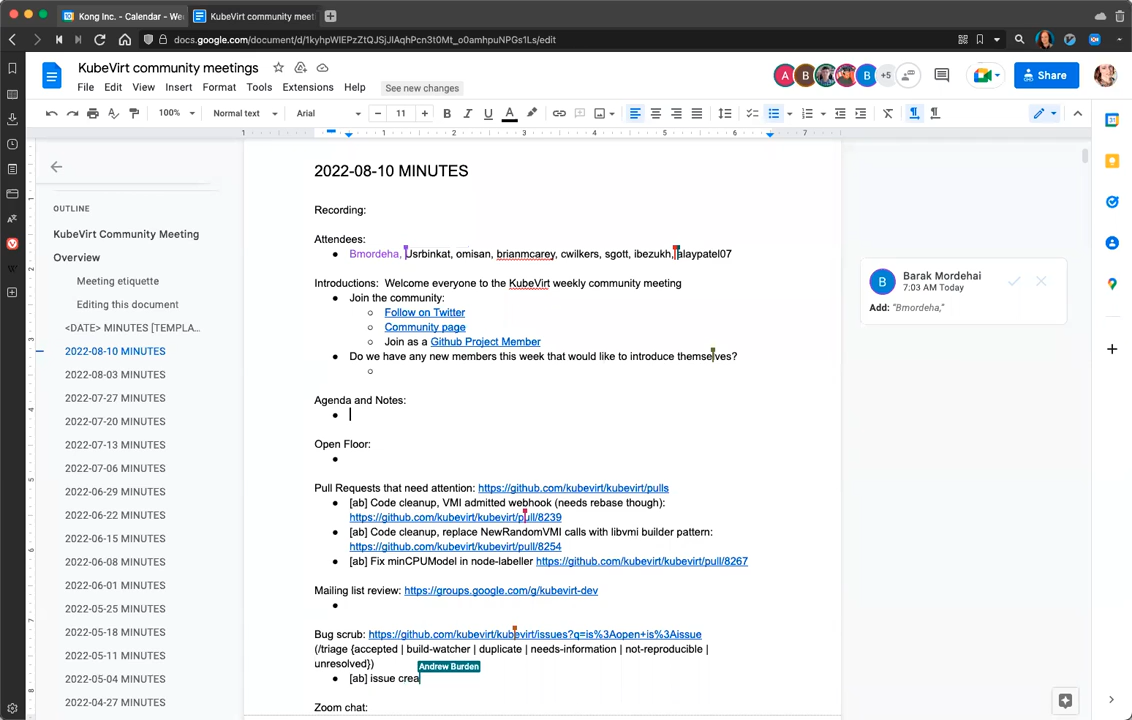 Kong Inc. - Calendar - We
KubeVirt community meet
docs.google.com/document/d/1kyhpWIEPzZtQJSjJIAqhPcn3t0Mt_o0amhpuNPGs1Ls/edit
KubeVirt community meetings
File Edit View Insert Format Tools Extensions Help See new changes
A B B +5 Share
100% Normal text Arial 11 B I U A
1 1 2 3 4 5 6 7
2022-08-10 MINUTES
Recording:
Attendees:
Bmordeha, Usrbinkat, omisan, brianmcarey, cwilkers, sgott, ibezukh, alaypatel07
Introductions: Welcome everyone to the KubeVirt weekly community meeting
Join the community:
Follow on Twitter
Community page
Join as a Github Project Member
Do we have any new members this week that would like to introduce themselves?
Agenda and Notes:
Open Floor:
Pull Requests that need attention: https://github.com/kubevirt/kubevirt/pulls
[ab] Code cleanup, VMI admitted webhook (needs rebase though):
https://github.com/kubevirt/kubevirt/pull/8239
[ab] Code cleanup, replace NewRandomVMI calls with libvmi builder pattern:
https://github.com/kubevirt/kubevirt/pull/8254
[ab] Fix minCPUModel in node-labeller https://github.com/kubevirt/kubevirt/pull/8267
Mailing list review: https://groups.google.com/g/kubevirt-dev
Bug scrub: https://github.com/kubevirt/kubevirt/issues?q=is%3Aopen+is%3Aissue
(/triage {accepted | build-watcher | duplicate | needs-information | not-reproducible |
unresolved})
Andrew Burden
[ab] issue crea
Zoom chat:
OUTLINE
KubeVirt Community Meeting
Overview
Meeting etiquette
Editing this document
<DATE> MINUTES [TEMPLA...
2022-08-10 MINUTES
2022-08-03 MINUTES
2022-07-27 MINUTES
2022-07-20 MINUTES
2022-07-13 MINUTES
2022-07-06 MINUTES
2022-06-29 MINUTES
2022-06-22 MINUTES
2022-06-15 MINUTES
2022-06-08 MINUTES
2022-06-01 MINUTES
2022-05-25 MINUTES
2022-05-18 MINUTES
2022-05-11 MINUTES
2022-05-04 MINUTES
2022-04-27 MINUTES
B
Barak Mordehai
7:03 AM Today
Add: "Bmordeha,"